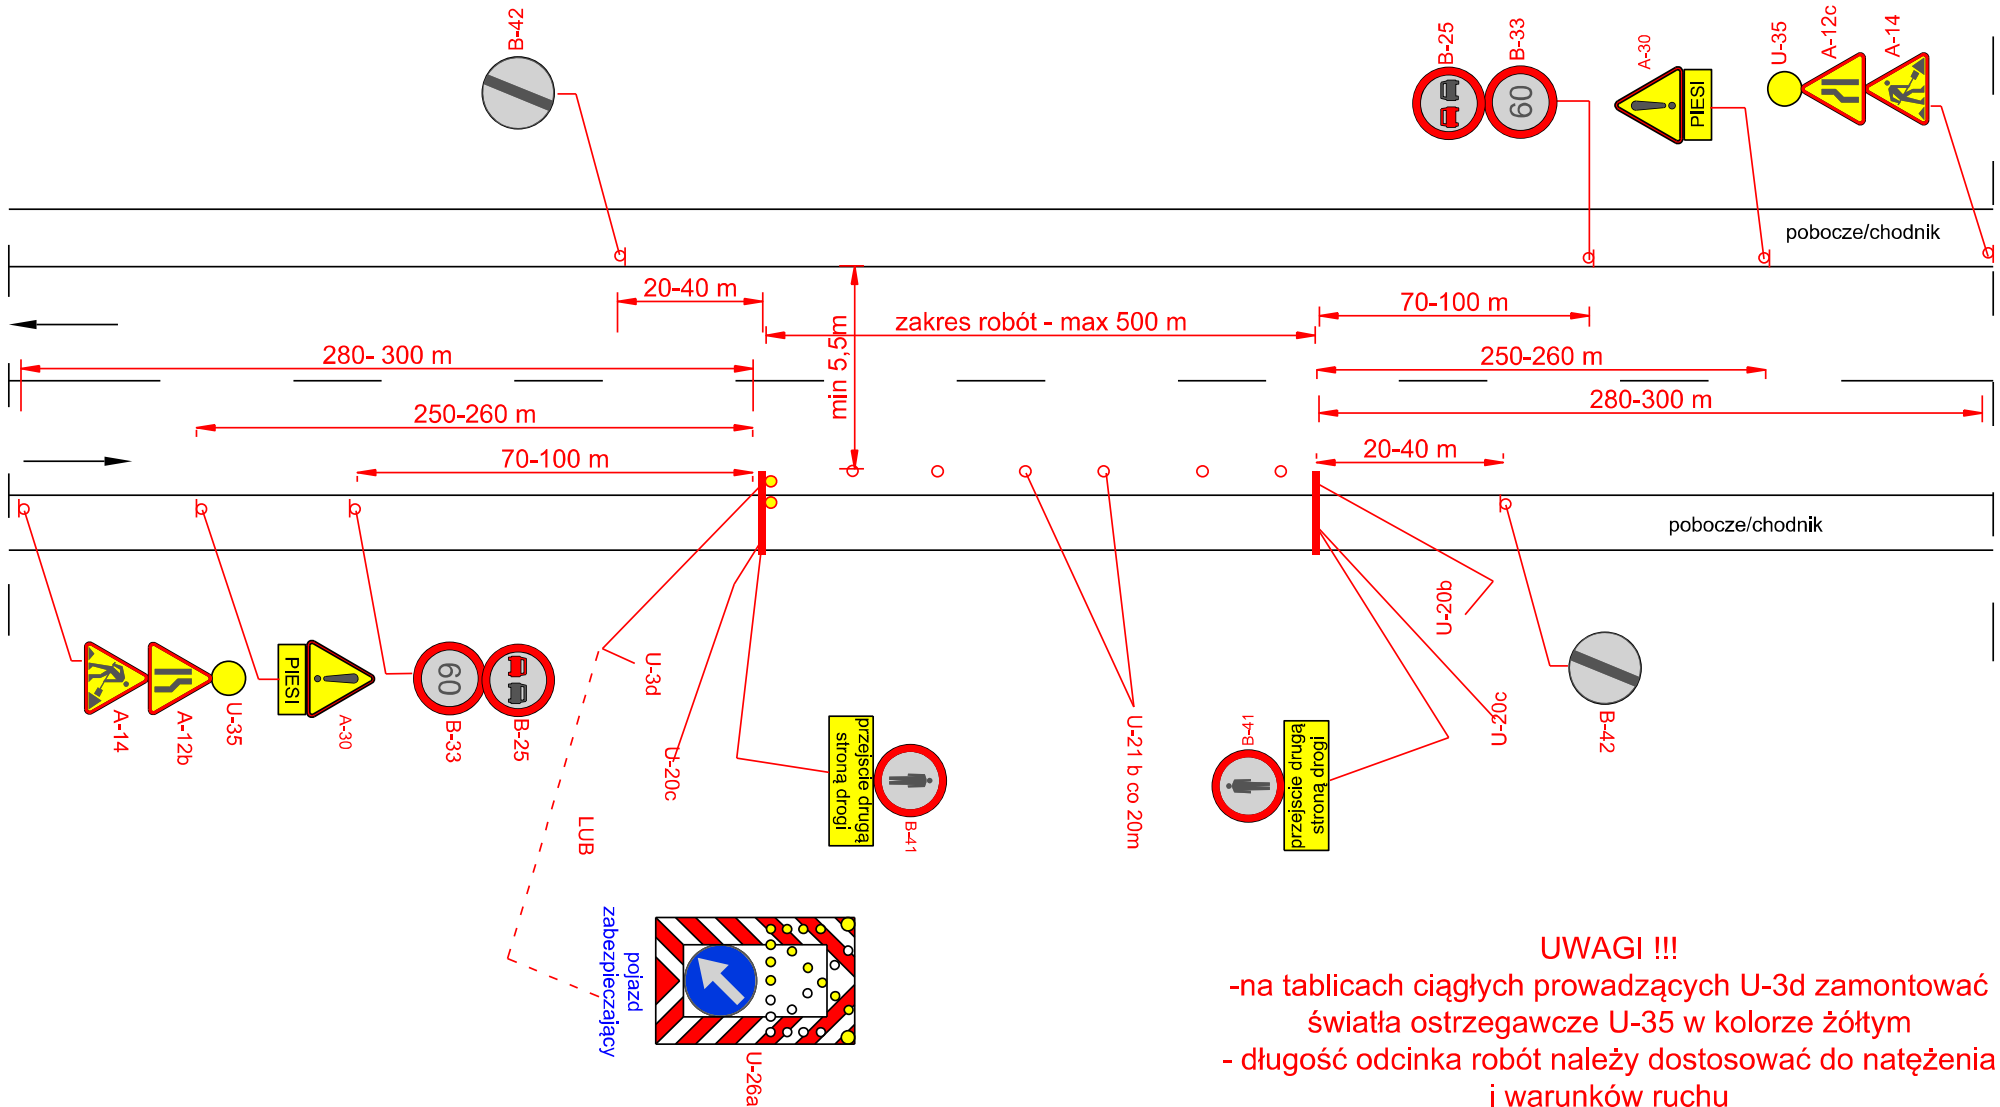 B-42
B-25
B-33
60
A-30
PIESI
U-35
A-12c
A-14
pobocze/chodnik
20-40 m
70-100 m
zakres robót - max 500 m
min 5,5m
280- 300 m
250-260 m
250-260 m
280-300 m
70-100 m
20-40 m
pobocze/chodnik
A-14
A-12b
U-35
PIESI
A-30
60
B-33
B-25
U-3d
U-20c
LUB
przejście drugą
stroną drogi
B-41
U-21 b co 20m
B-41
przejście drugą
stroną drogi
U-20b
U-20c
B-42
pojazd
zabezpieczający
U-26a
UWAGI !!!
-na tablicach ciągłych prowadzących U-3d zamontować
światła ostrzegawcze U-35 w kolorze żółtym
- długość odcinka robót należy dostosować do natężenia
i warunków ruchu